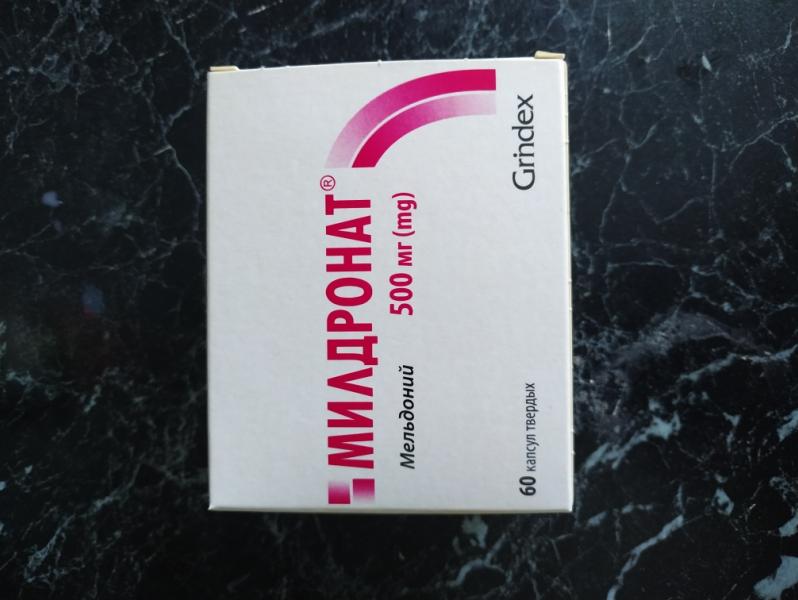 МИЛДРОНАТ®
Мельдоний 500 мг (mg)
60 капсул твердых
Grindex